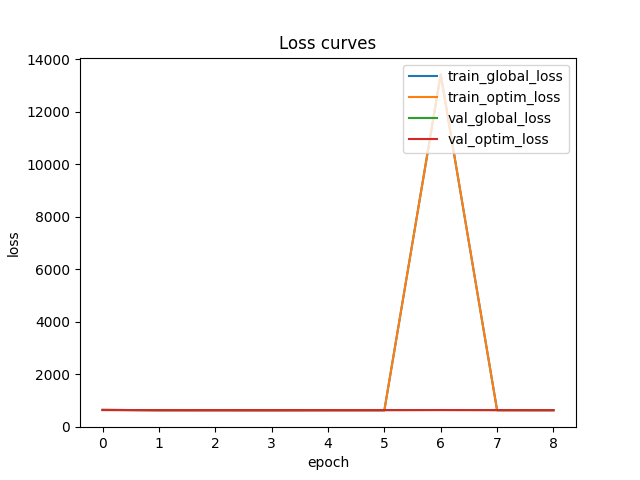 Loss curves
train_global_loss
train_optim_loss
val_global_loss
val_optim_loss
14000
12000
10000
8000
6000
4000
2000
0
loss
0 1 2 3 4 5 6 7 8
epoch